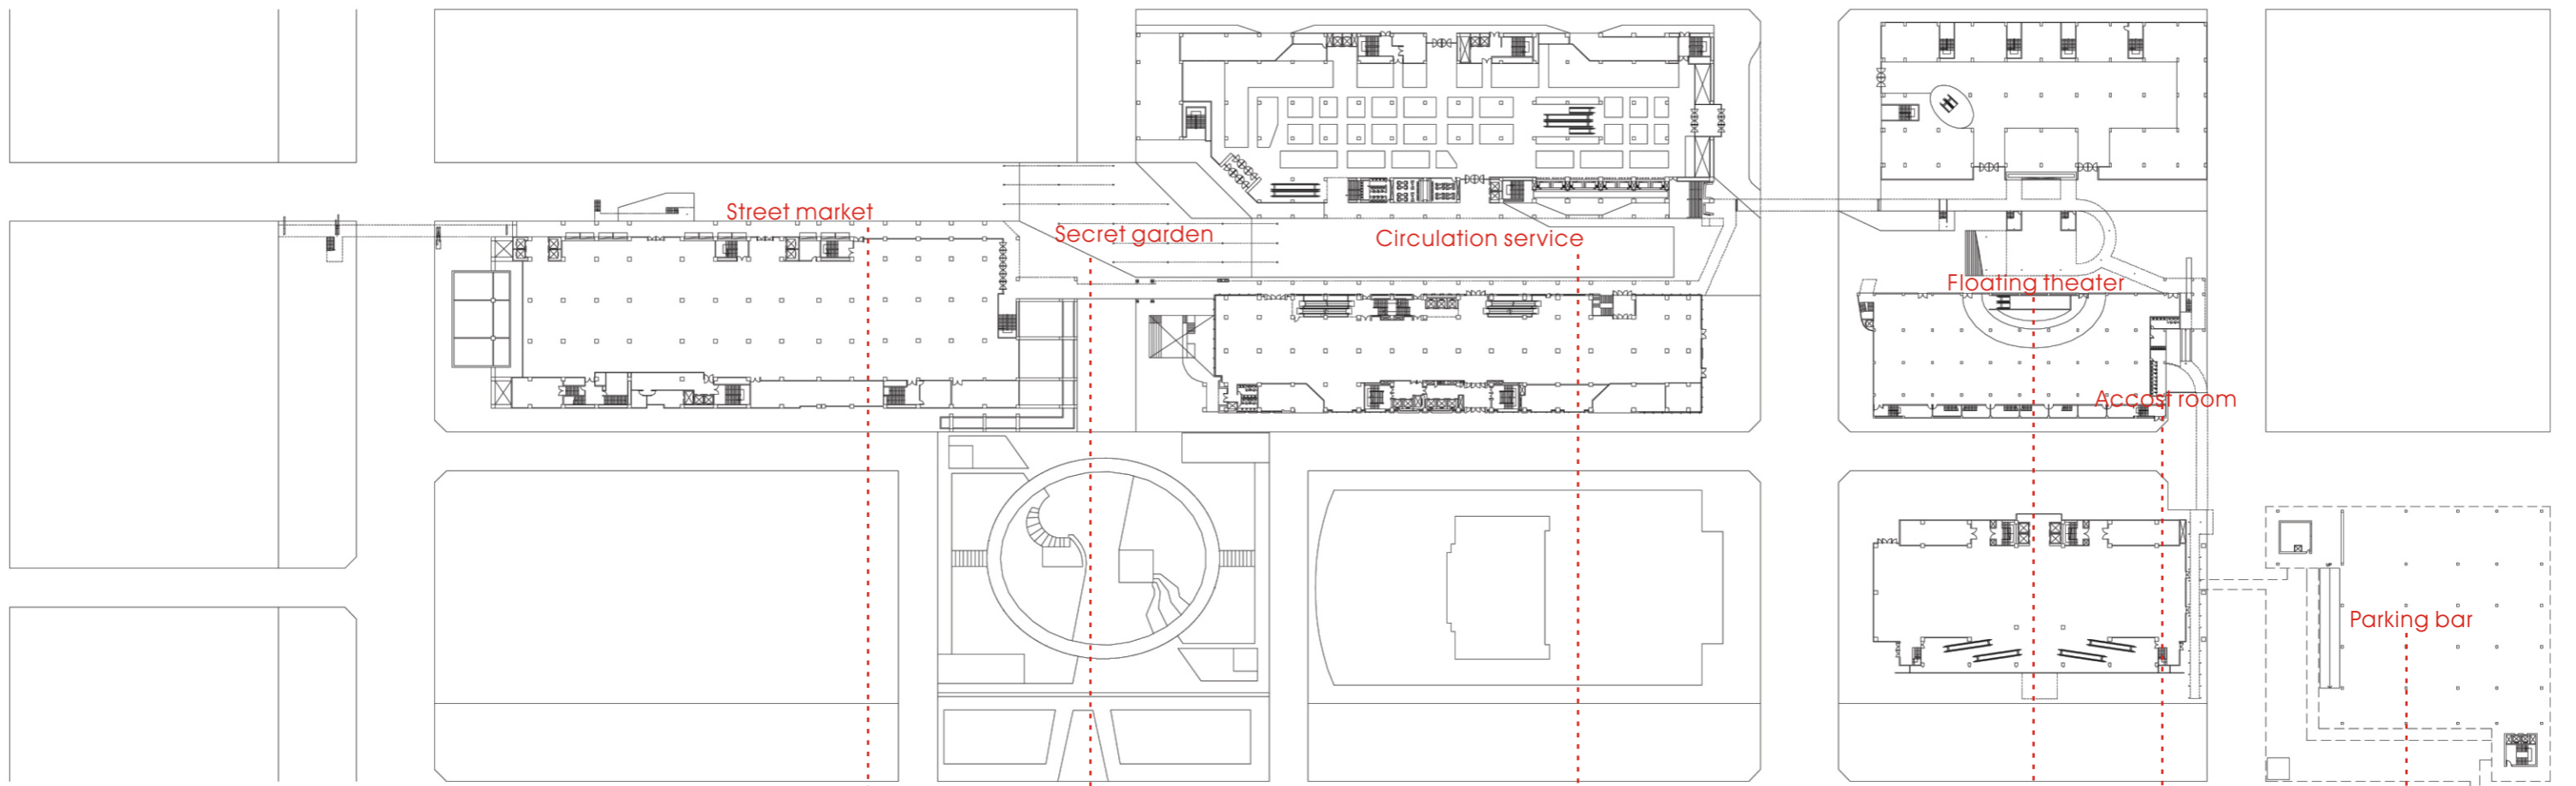 Street market
Secret garden
Circulation service
Floating theater
Accost room
Parking bar